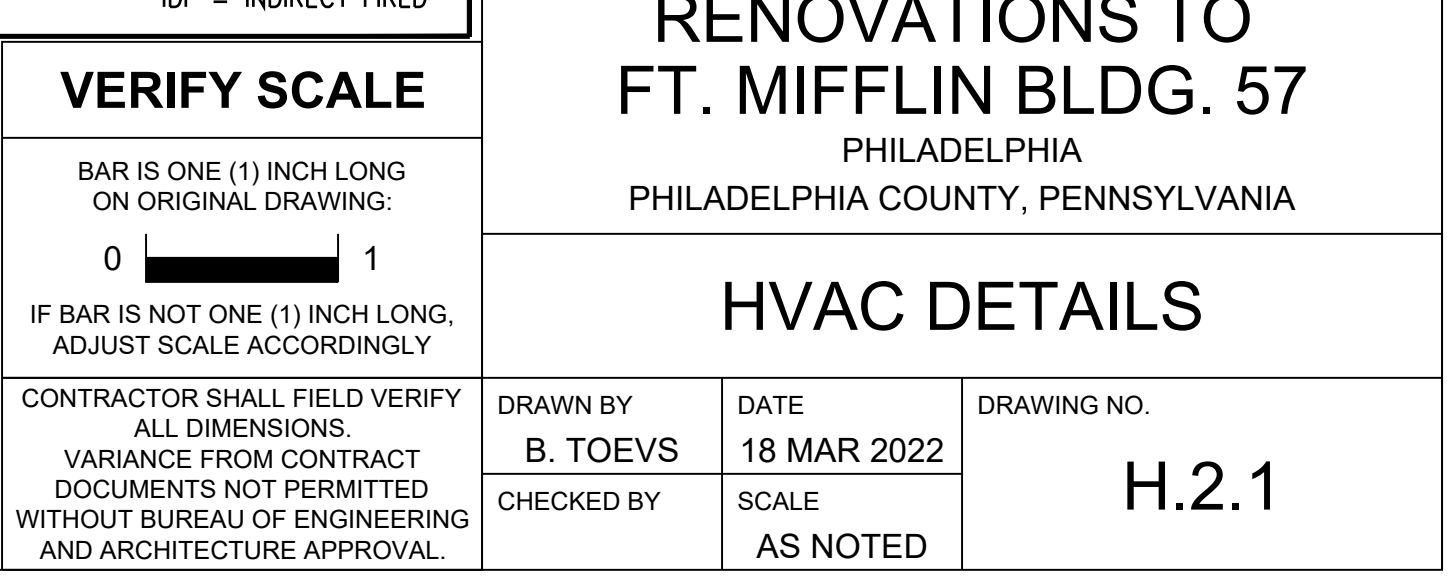 IDF = INDIRECT FIRED
VERIFY SCALE
BAR IS ONE (1) INCH LONG
ON ORIGINAL DRAWING:
0 1
IF BAR IS NOT ONE (1) INCH LONG,
ADJUST SCALE ACCORDINGLY
CONTRACTOR SHALL FIELD VERIFY
ALL DIMENSIONS.
VARIANCE FROM CONTRACT
DOCUMENTS NOT PERMITTED
WITHOUT BUREAU OF ENGINEERING
AND ARCHITECTURE APPROVAL.
RENOVATIONS TO
FT. MIFFLIN BLDG. 57
PHILADELPHIA
PHILADELPHIA COUNTY, PENNSYLVANIA
HVAC DETAILS
DRAWN BY
B. TOEVS
DATE
18 MAR 2022
CHECKED BY
SCALE
AS NOTED
DRAWING NO.
H.2.1